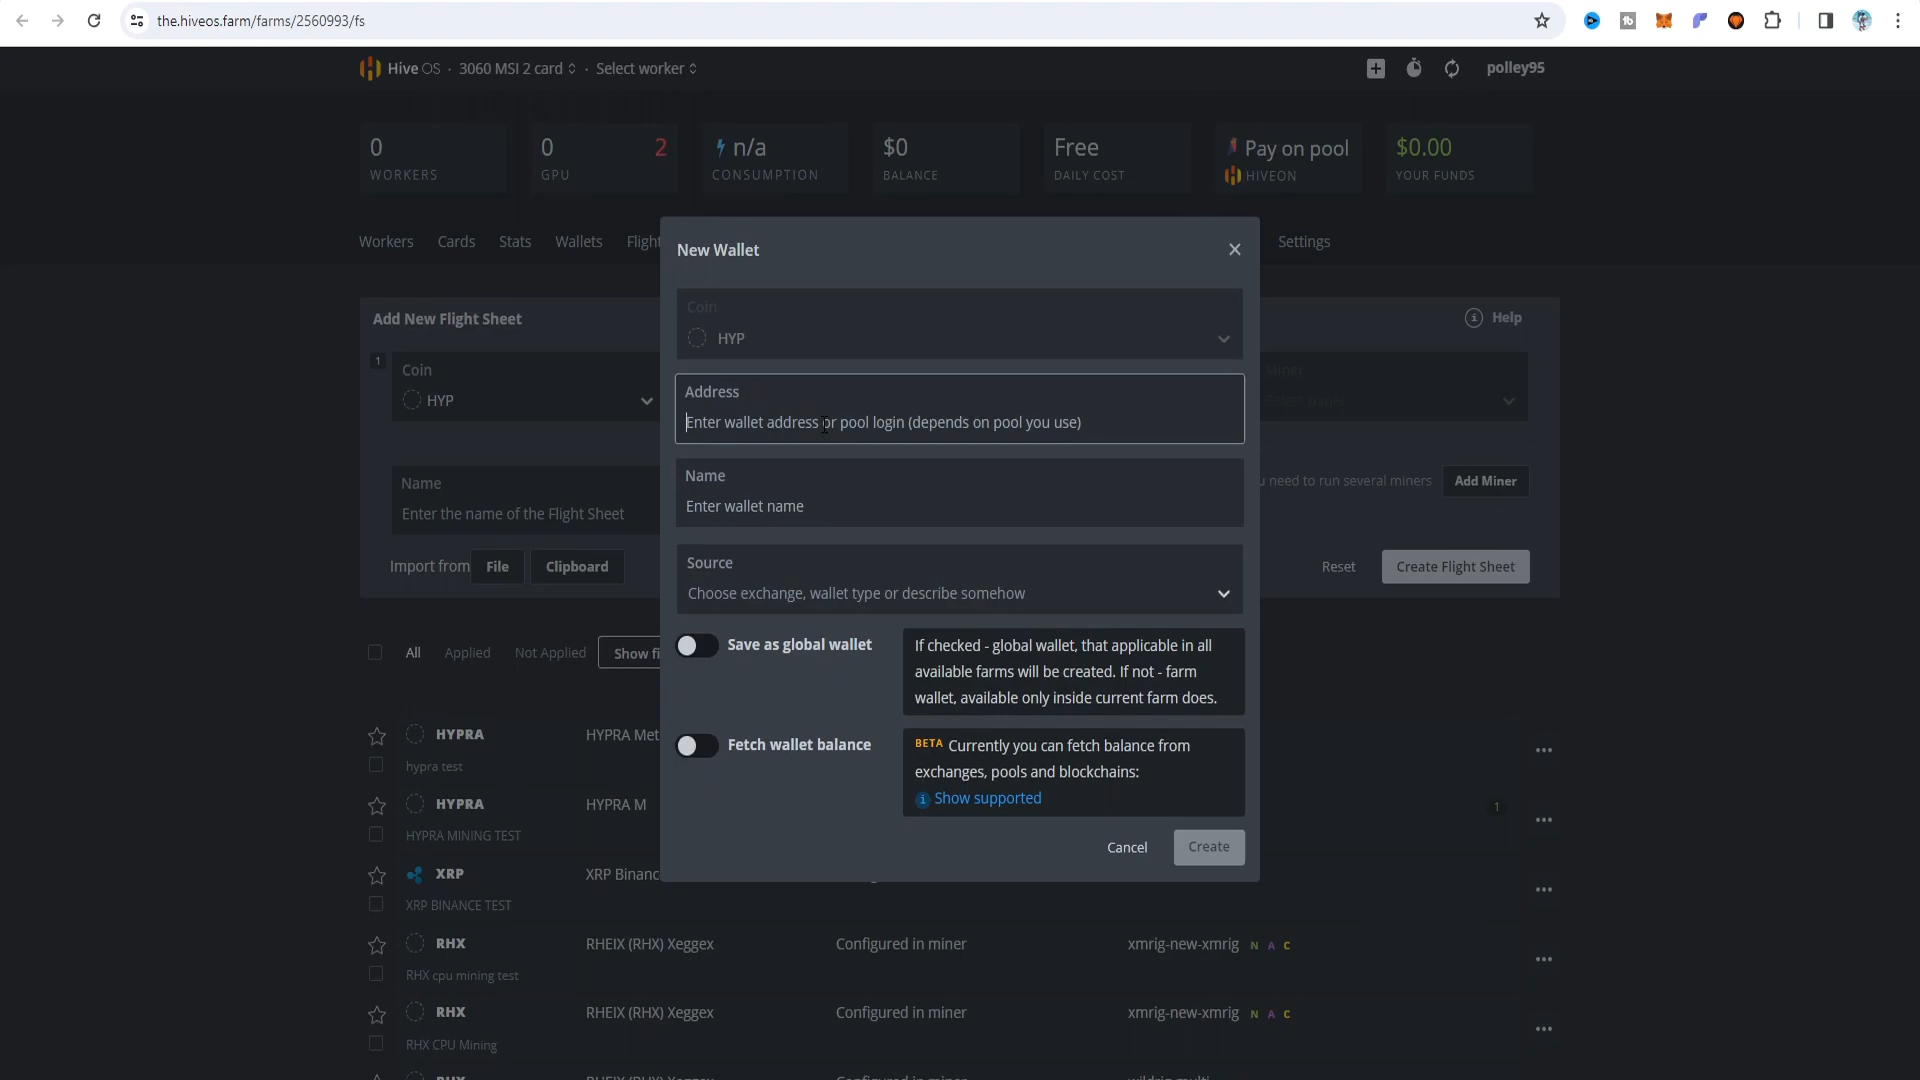 the.hiveos.farm/farms/2560993/fs
Hive OS · 3060 MSI 2 card · Select worker
polley95
0
WORKERS
0 2
GPU
n/a
CONSUMPTION
$0
BALANCE
Free
DAILY COST
Pay on pool
HIVEON
$0.00
YOUR FUNDS
Workers Cards Stats Wallets Flight Settings
New Wallet
Coin
HYP
Address
Enter wallet address or pool login (depends on pool you use)
Name
Enter wallet name
Source
Choose exchange, wallet type or describe somehow
Save as global wallet
If checked - global wallet, that applicable in all
available farms will be created. If not - farm
wallet, available only inside current farm does.
Fetch wallet balance
BETA Currently you can fetch balance from
exchanges, pools and blockchains:
Show supported
Cancel Create
Add New Flight Sheet
Help
1
Coin
HYP
Miner
Name
Enter the name of the Flight Sheet
need to run several miners Add Miner
Import from File Clipboard
Reset Create Flight Sheet
All Applied Not Applied Show fi
HYPRA HYPRA Met
hypra test
HYPRA HYPRA M 1
HYPRA MINING TEST
XRP XRP Binanc
XRP BINANCE TEST
RHX RHEIX (RHX) Xeggex Configured in miner xmrig-new-xmrig N A C
RHX cpu mining test
RHX RHEIX (RHX) Xeggex Configured in miner xmrig-new-xmrig N A C
RHX CPU Mining